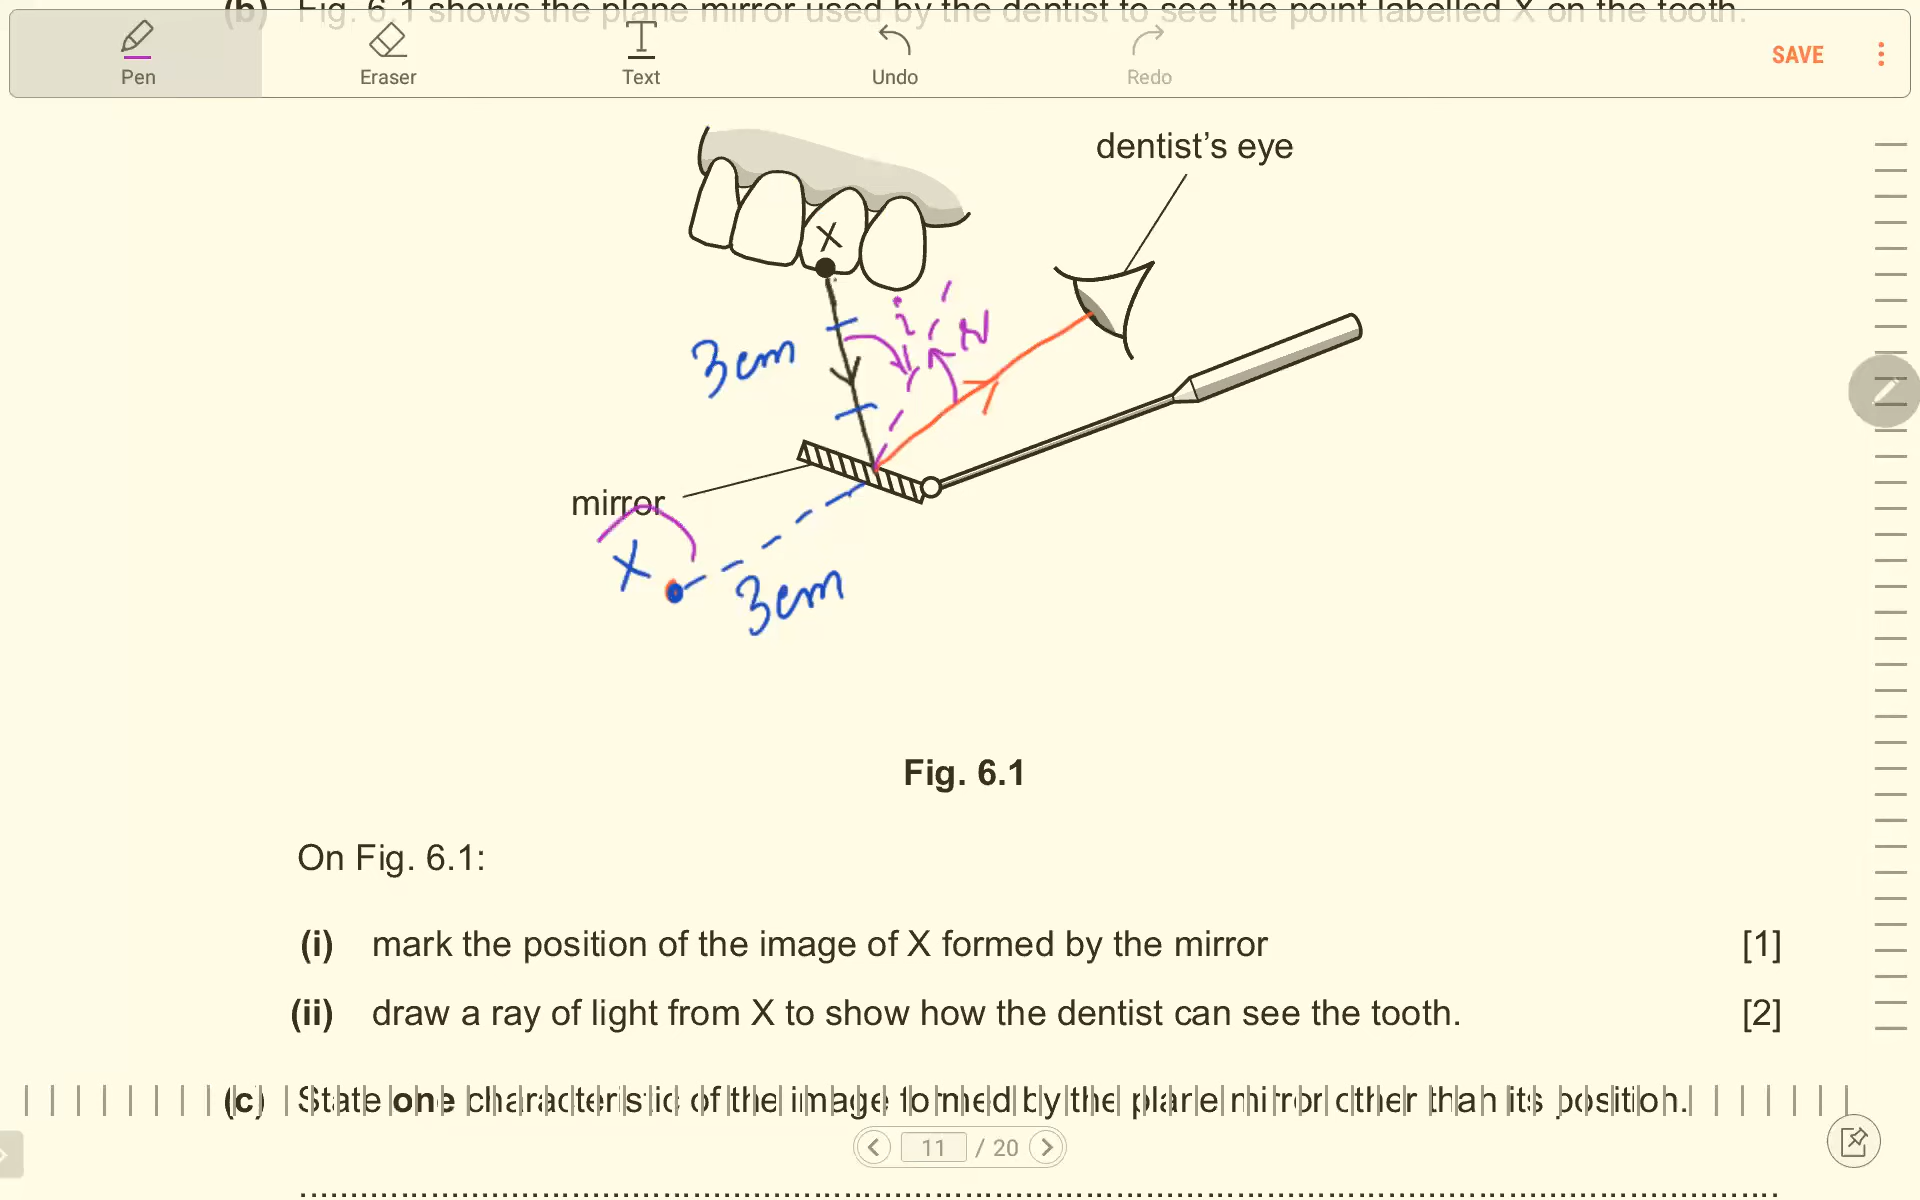 (b) Fig. 6.1 shows the plane mirror used by the dentist to see the point labelled X on the tooth.
Pen
Eraser
Text
Undo
Redo
SAVE
dentist's eye
X
i
r
3cm
mirror
X
3cm
Fig. 6.1
On Fig. 6.1:
(i) mark the position of the image of X formed by the mirror [1]
(ii) draw a ray of light from X to show how the dentist can see the tooth. [2]
(c) State one characteristic of the image formed by the plane mirror other than its position.
11 / 20